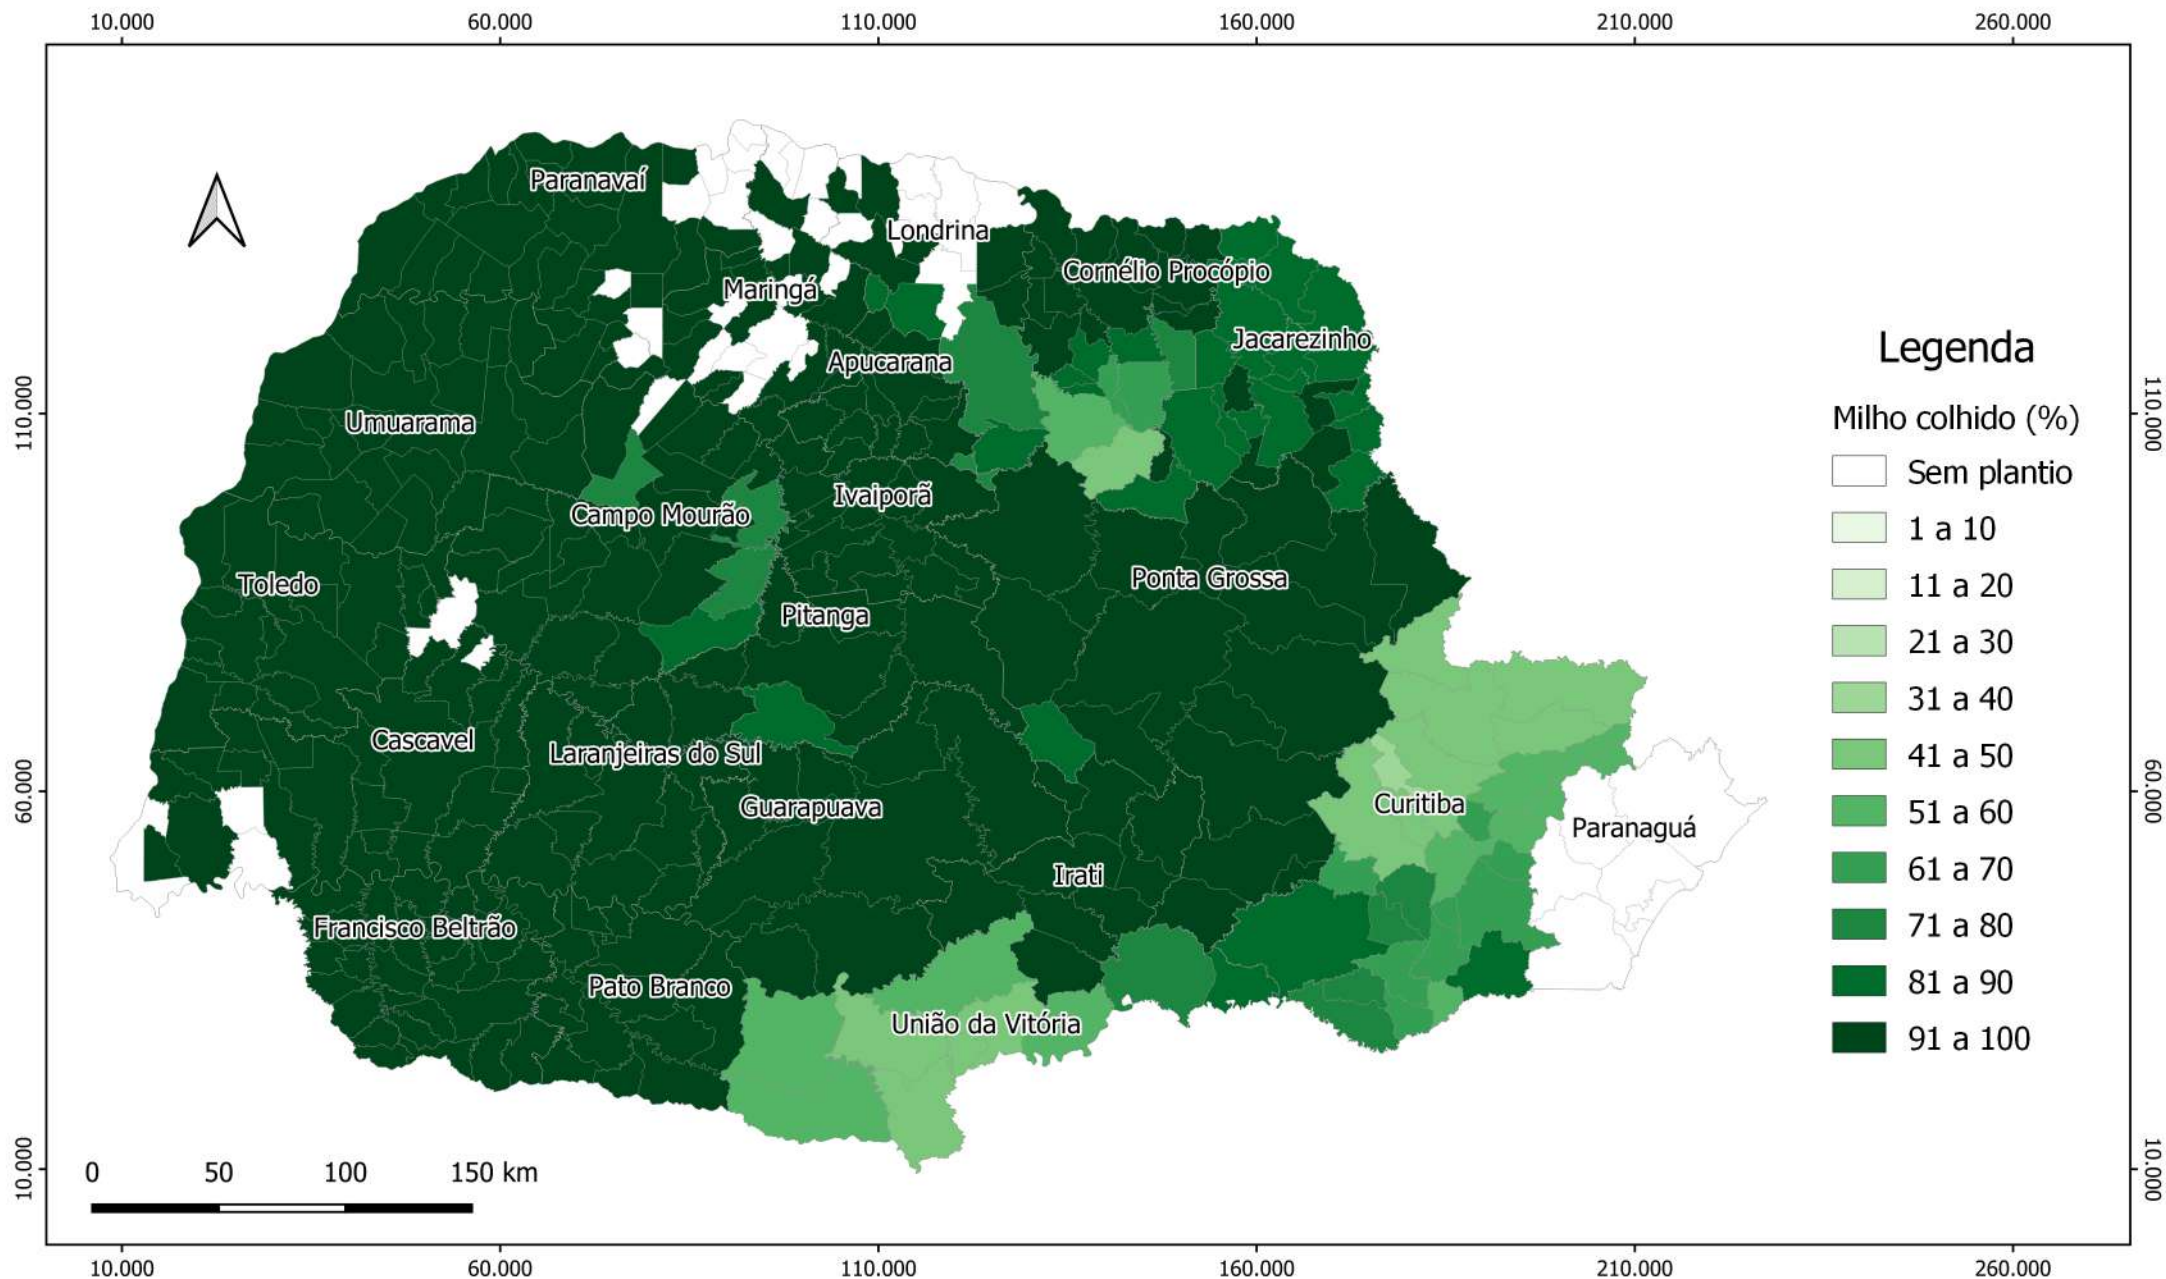 10.000 60.000 110.000 160.000 210.000 260.000
Paranavaí
Londrina
Cornélio Procópio
Maringá
Jacarezinho
Apucarana
Umuarama
Ivaiporã
Campo Mourão
Ponta Grossa
Toledo
Pitanga
Cascavel
Laranjeiras do Sul
Guarapuava
Curitiba
Paranaguá
Irati
Francisco Beltrão
Pato Branco
União da Vitória
Legenda
Milho colhido (%)
Sem plantio
1 a 10
11 a 20
21 a 30
31 a 40
41 a 50
51 a 60
61 a 70
71 a 80
81 a 90
91 a 100
110.000
60.000
10.000
110.000
60.000
10.000
0 50 100 150 km
10.000 60.000 110.000 160.000 210.000 260.000